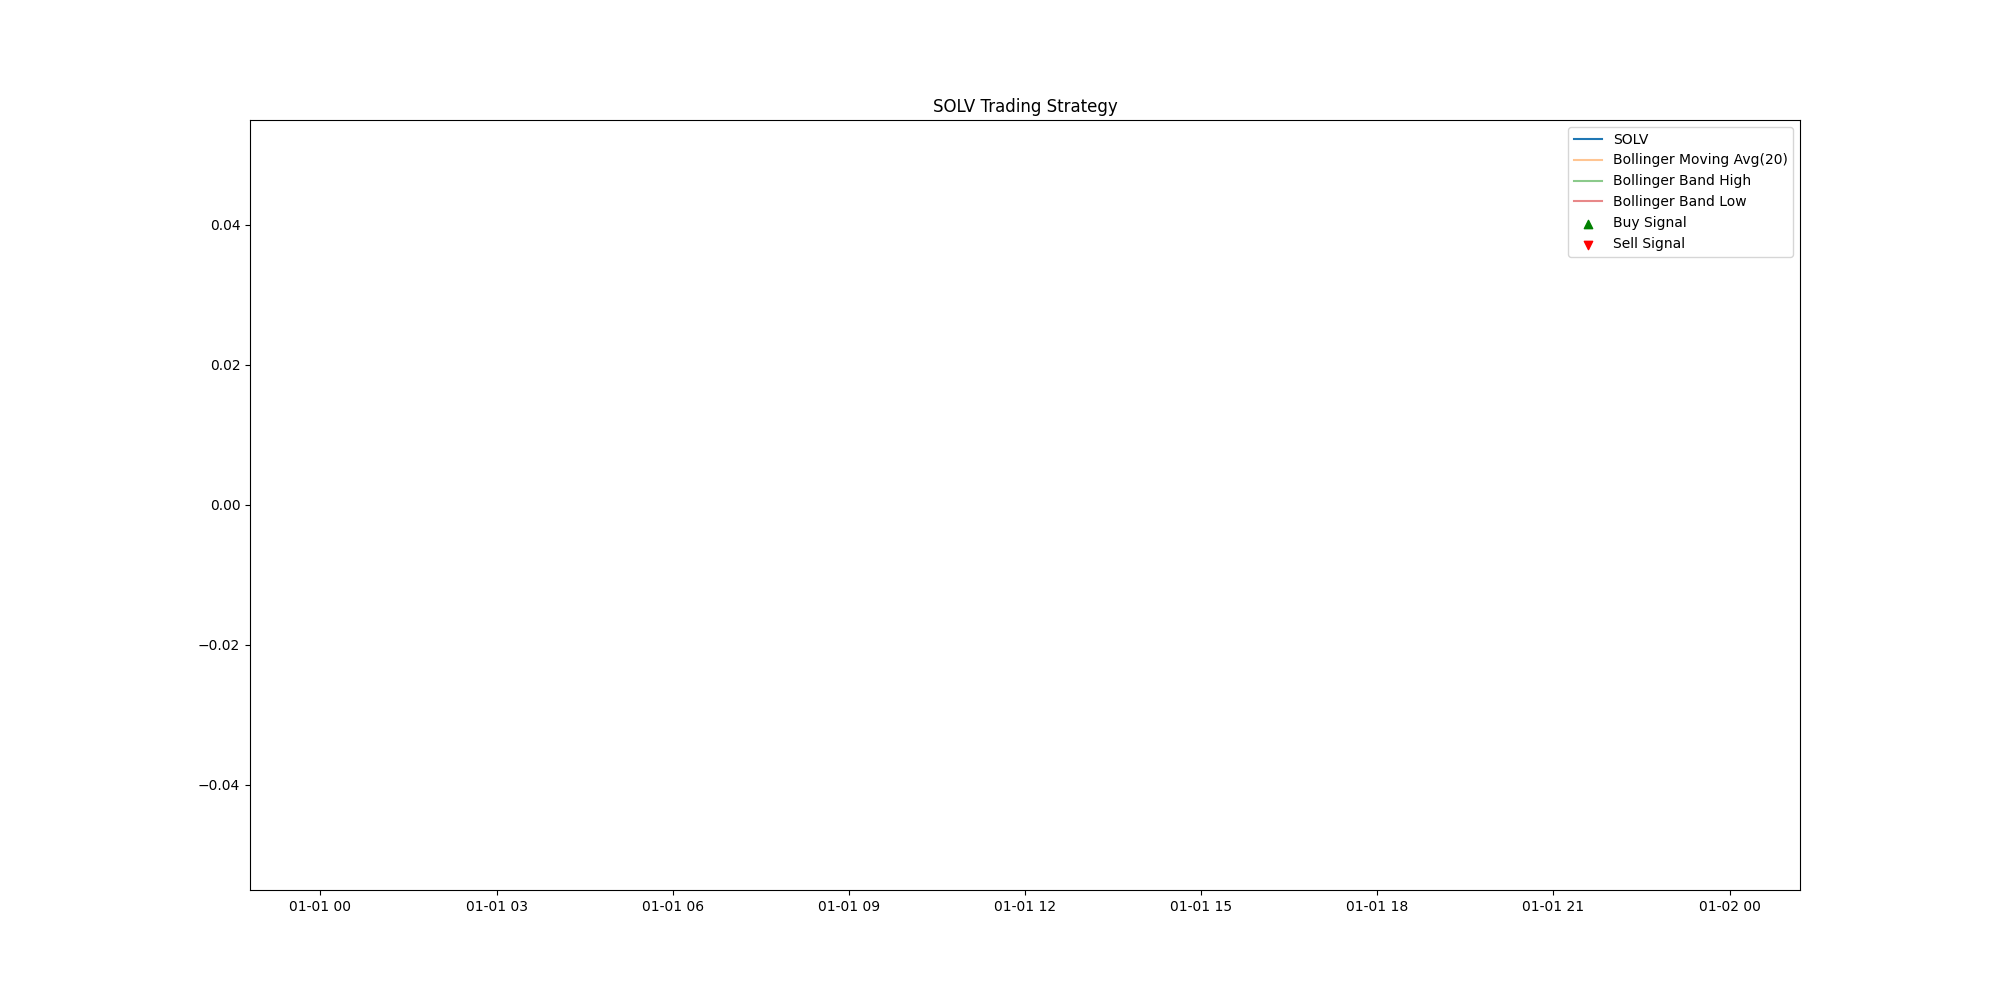 SOLV Trading Strategy
SOLV
Bollinger Moving Avg(20)
Bollinger Band High
Bollinger Band Low
Buy Signal
Sell Signal
0.04
0.02
0.00
−0.02
−0.04
01-01 00
01-01 03
01-01 06
01-01 09
01-01 12
01-01 15
01-01 18
01-01 21
01-02 00